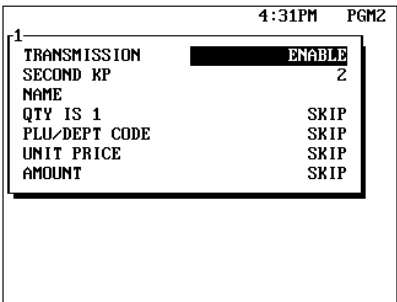 4:31PM PGM2
1
TRANSMISSION ENABLE
SECOND KP 2
NAME
QTY IS 1 SKIP
PLU/DEPT CODE SKIP
UNIT PRICE SKIP
AMOUNT SKIP